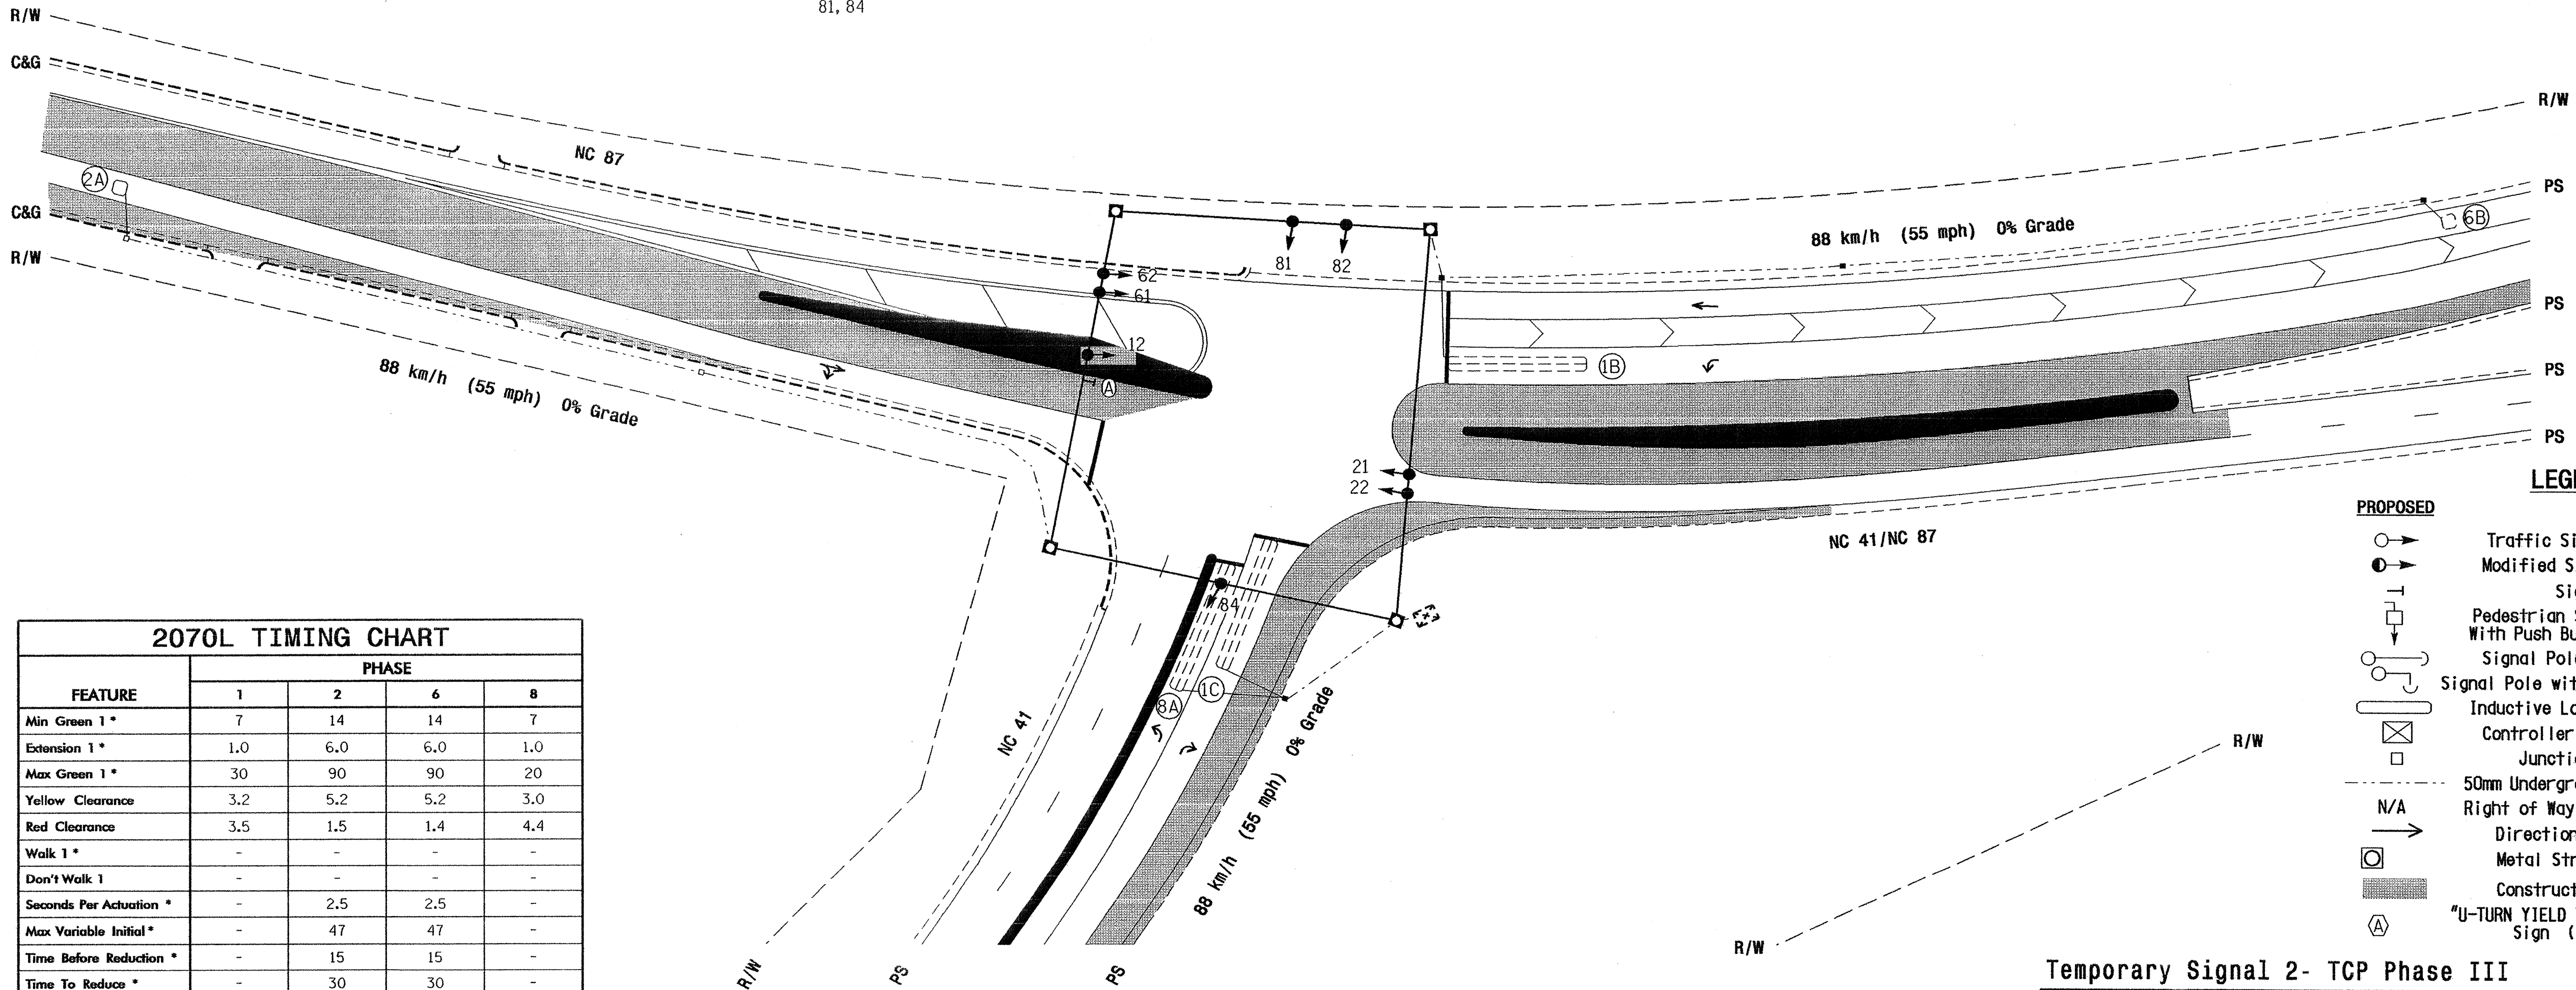 81, 84
R/W
C&G
C&G
R/W
2A
NC 87
88 km/h (55 mph) 0% Grade
62
61
12
A
81
82
88 km/h (55 mph) 0% Grade
6B
R/W
PS
PS
PS
PS
1B
21
22
NC 41/NC 87
84
8A
1C
NC 41
88 km/h (55 mph) 0% Grade
R/W
PS
PS
R/W
R/W
2070L TIMING CHART
FEATURE PHASE
1 2 6 8
Min Green 1 * 7 14 14 7
Extension 1 * 1.0 6.0 6.0 1.0
Max Green 1 * 30 90 90 20
Yellow Clearance 3.2 5.2 5.2 3.0
Red Clearance 3.5 1.5 1.4 4.4
Walk 1 * - - - -
Don't Walk 1 - - - -
Seconds Per Actuation * - 2.5 2.5 -
Max Variable Initial * - 47 47 -
Time Before Reduction * - 15 15 -
Time To Reduce * - 30 30 -
LEG
PROPOSED
Traffic Si
Modified S
Si
Pedestrian
With Push Bu
Signal Pole
Signal Pole wit
Inductive Lo
Controller
Juncti
50mm Undergr
N/A Right of Way
Direction
Metal Str
Construct
A "U-TURN YIELD
Sign (
Temporary Signal 2- TCP Phase III